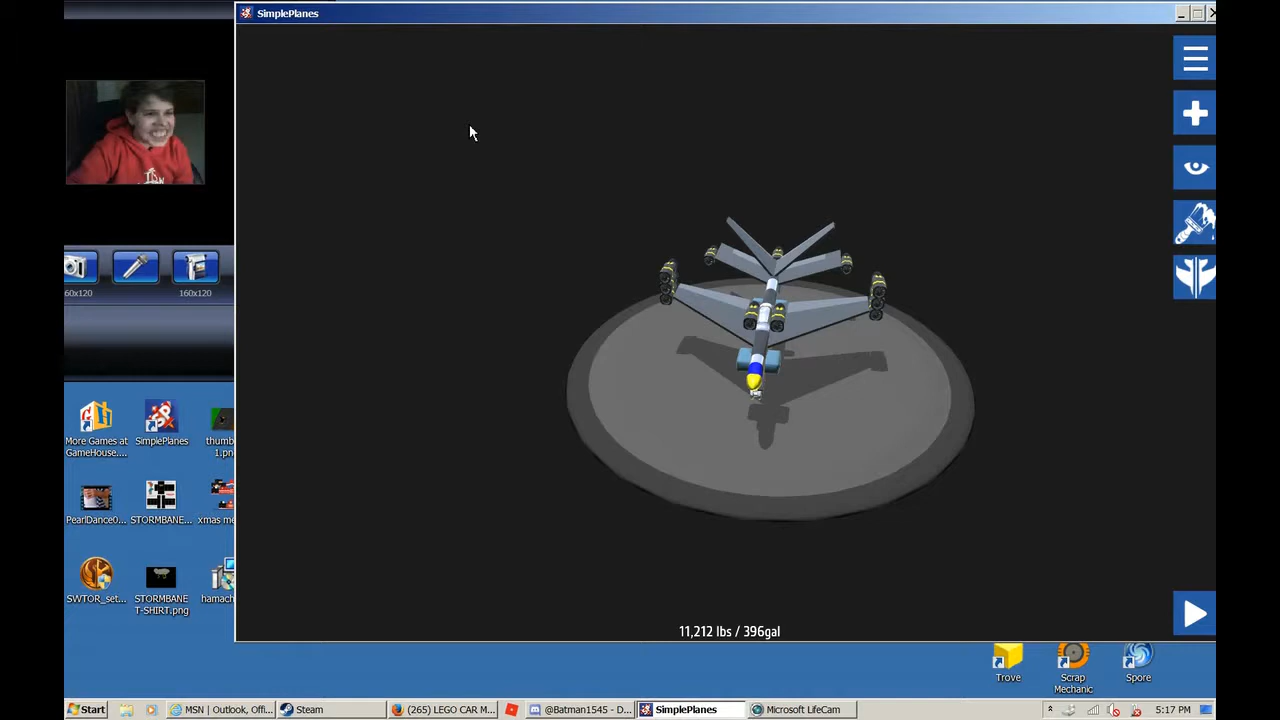 SimplePlanes
60x120
160x120
More Games at
GameHouse....
SimplePlanes
thumb
1.pn
PearlDance0...
STORMBANE...
xmas me
SWTOR_set...
STORMBANE
T-SHIRT.png
hamach
11,212 lbs / 396gal
Trove
Scrap
Mechanic
Spore
Start
MSN | Outlook, Offi...
Steam
(265) LEGO CAR M...
@Batman1545 - D...
SimplePlanes
Microsoft LifeCam
5:17 PM